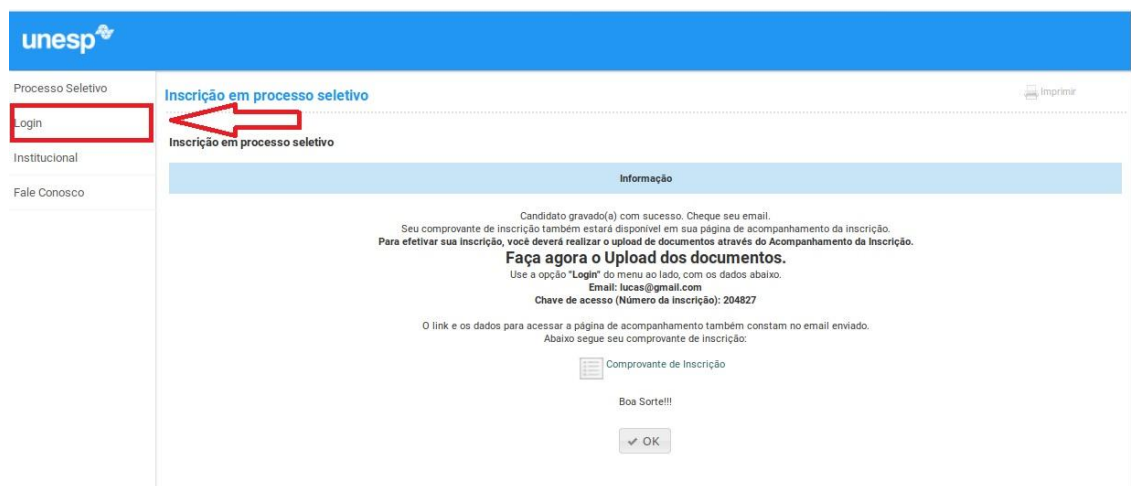 unesp
Processo Seletivo
Login
Institucional
Fale Conosco
Inscrição em processo seletivo
Imprimir
Inscrição em processo seletivo
Informação
Candidato gravado(a) com sucesso. Cheque seu email.
Seu comprovante de inscrição também estará disponível em sua página de acompanhamento da inscrição.
Para efetivar sua inscrição, você deverá realizar o upload de documentos através do Acompanhamento da Inscrição.
Faça agora o Upload dos documentos.
Use a opção "Login" do menu ao lado, com os dados abaixo.
Email: lucas@gmail.com
Chave de acesso (Número da inscrição): 204827
O link e os dados para acessar a página de acompanhamento também constam no email enviado.
Abaixo segue seu comprovante de inscrição:
Comprovante de Inscrição
Boa Sorte!!!
OK